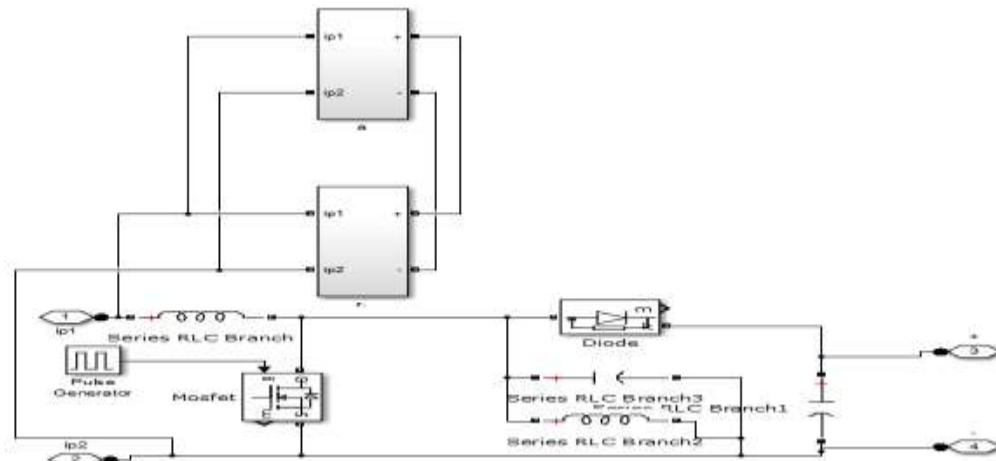 ip1 +
ip2 -
a
ip1 +
ip2 -
r
1
ip1
Series RLC Branch
Pulse
Generator
Mosfet
g
D
m
S
m
Diode
+
3
Series RLC Branch3
RLC Branch1
Series RLC Branch2
-
4
ip2
2